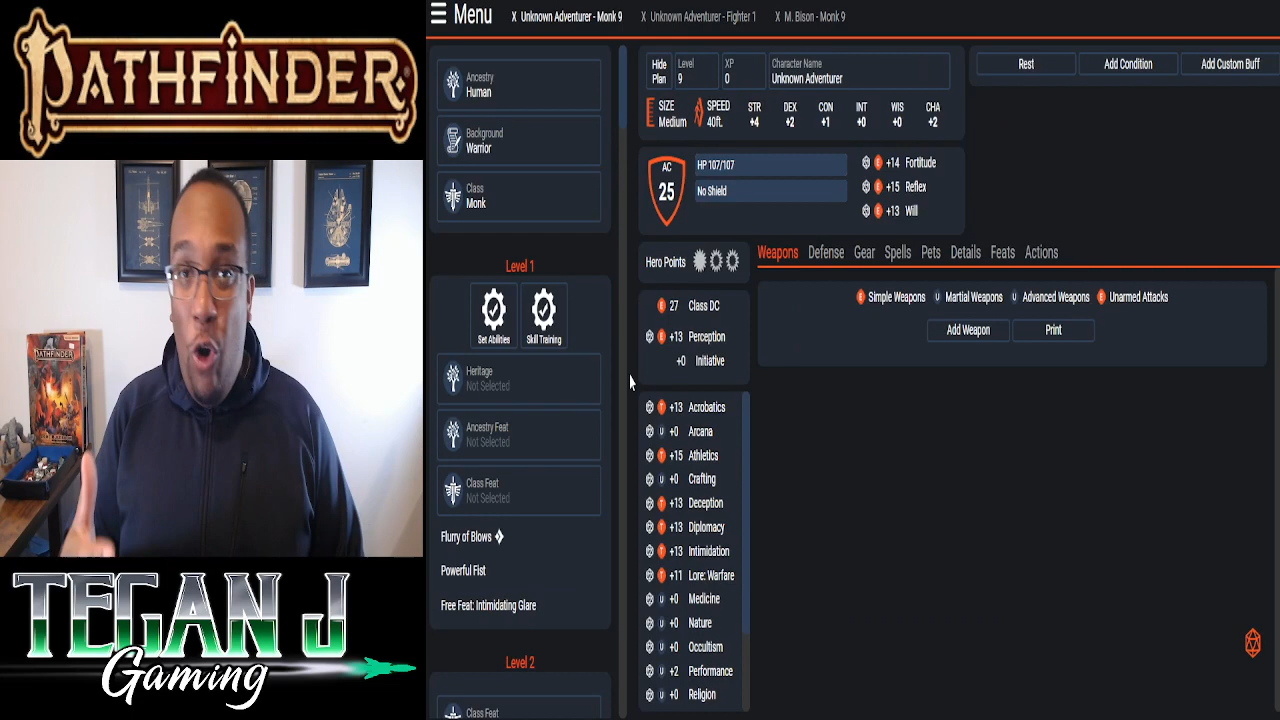 PATHFINDER
TEGAN J
Gaming
PATHFINDER
Menu
X Unknown Adventurer - Monk 9
X Unknown Adventurer - Fighter 1
X M. Bison - Monk 9
Ancestry
Human
Background
Warrior
Class
Monk
Level 1
Set Abilities
Skill Training
Heritage
Not Selected
Ancestry Feat
Not Selected
Class Feat
Not Selected
Flurry of Blows
Powerful Fist
Free Feat: Intimidating Glare
Level 2
Class Feat
Hide Plan
Level
9
XP
0
Character Name
Unknown Adventurer
SIZE
Medium
SPEED
40ft.
STR
+4
DEX
+2
CON
+1
INT
+0
WIS
+0
CHA
+2
AC
25
HP 107/107
No Shield
E +14 Fortitude
E +15 Reflex
E +13 Will
Rest
Add Condition
Add Custom Buff
Hero Points
E 27 Class DC
E +13 Perception
+0 Initiative
T +13 Acrobatics
U +0 Arcana
T +15 Athletics
U +0 Crafting
T +13 Deception
T +13 Diplomacy
T +13 Intimidation
T +11 Lore: Warfare
U +0 Medicine
U +0 Nature
U +0 Occultism
U +2 Performance
U +0 Religion
Weapons Defense Gear Spells Pets Details Feats Actions
E Simple Weapons U Martial Weapons U Advanced Weapons E Unarmed Attacks
Add Weapon
Print